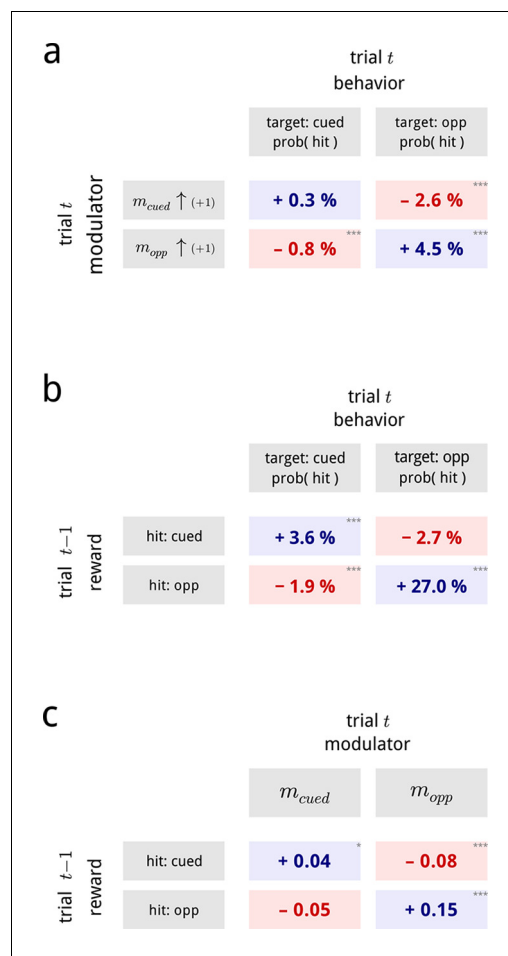 a
trial t
behavior
target: cued
prob( hit )
target: opp
prob( hit )
trial t
modulator
m_cued ↑ (+1)
+ 0.3 %
− 2.6 % ***
m_opp ↑ (+1)
− 0.8 % ***
+ 4.5 % ***
b
trial t
behavior
target: cued
prob( hit )
target: opp
prob( hit )
trial t−1
reward
hit: cued
+ 3.6 % ***
− 2.7 %
hit: opp
− 1.9 % ***
+ 27.0 % ***
c
trial t
modulator
m_cued
m_opp
trial t−1
reward
hit: cued
+ 0.04 *
− 0.08 ***
hit: opp
− 0.05
+ 0.15 ***